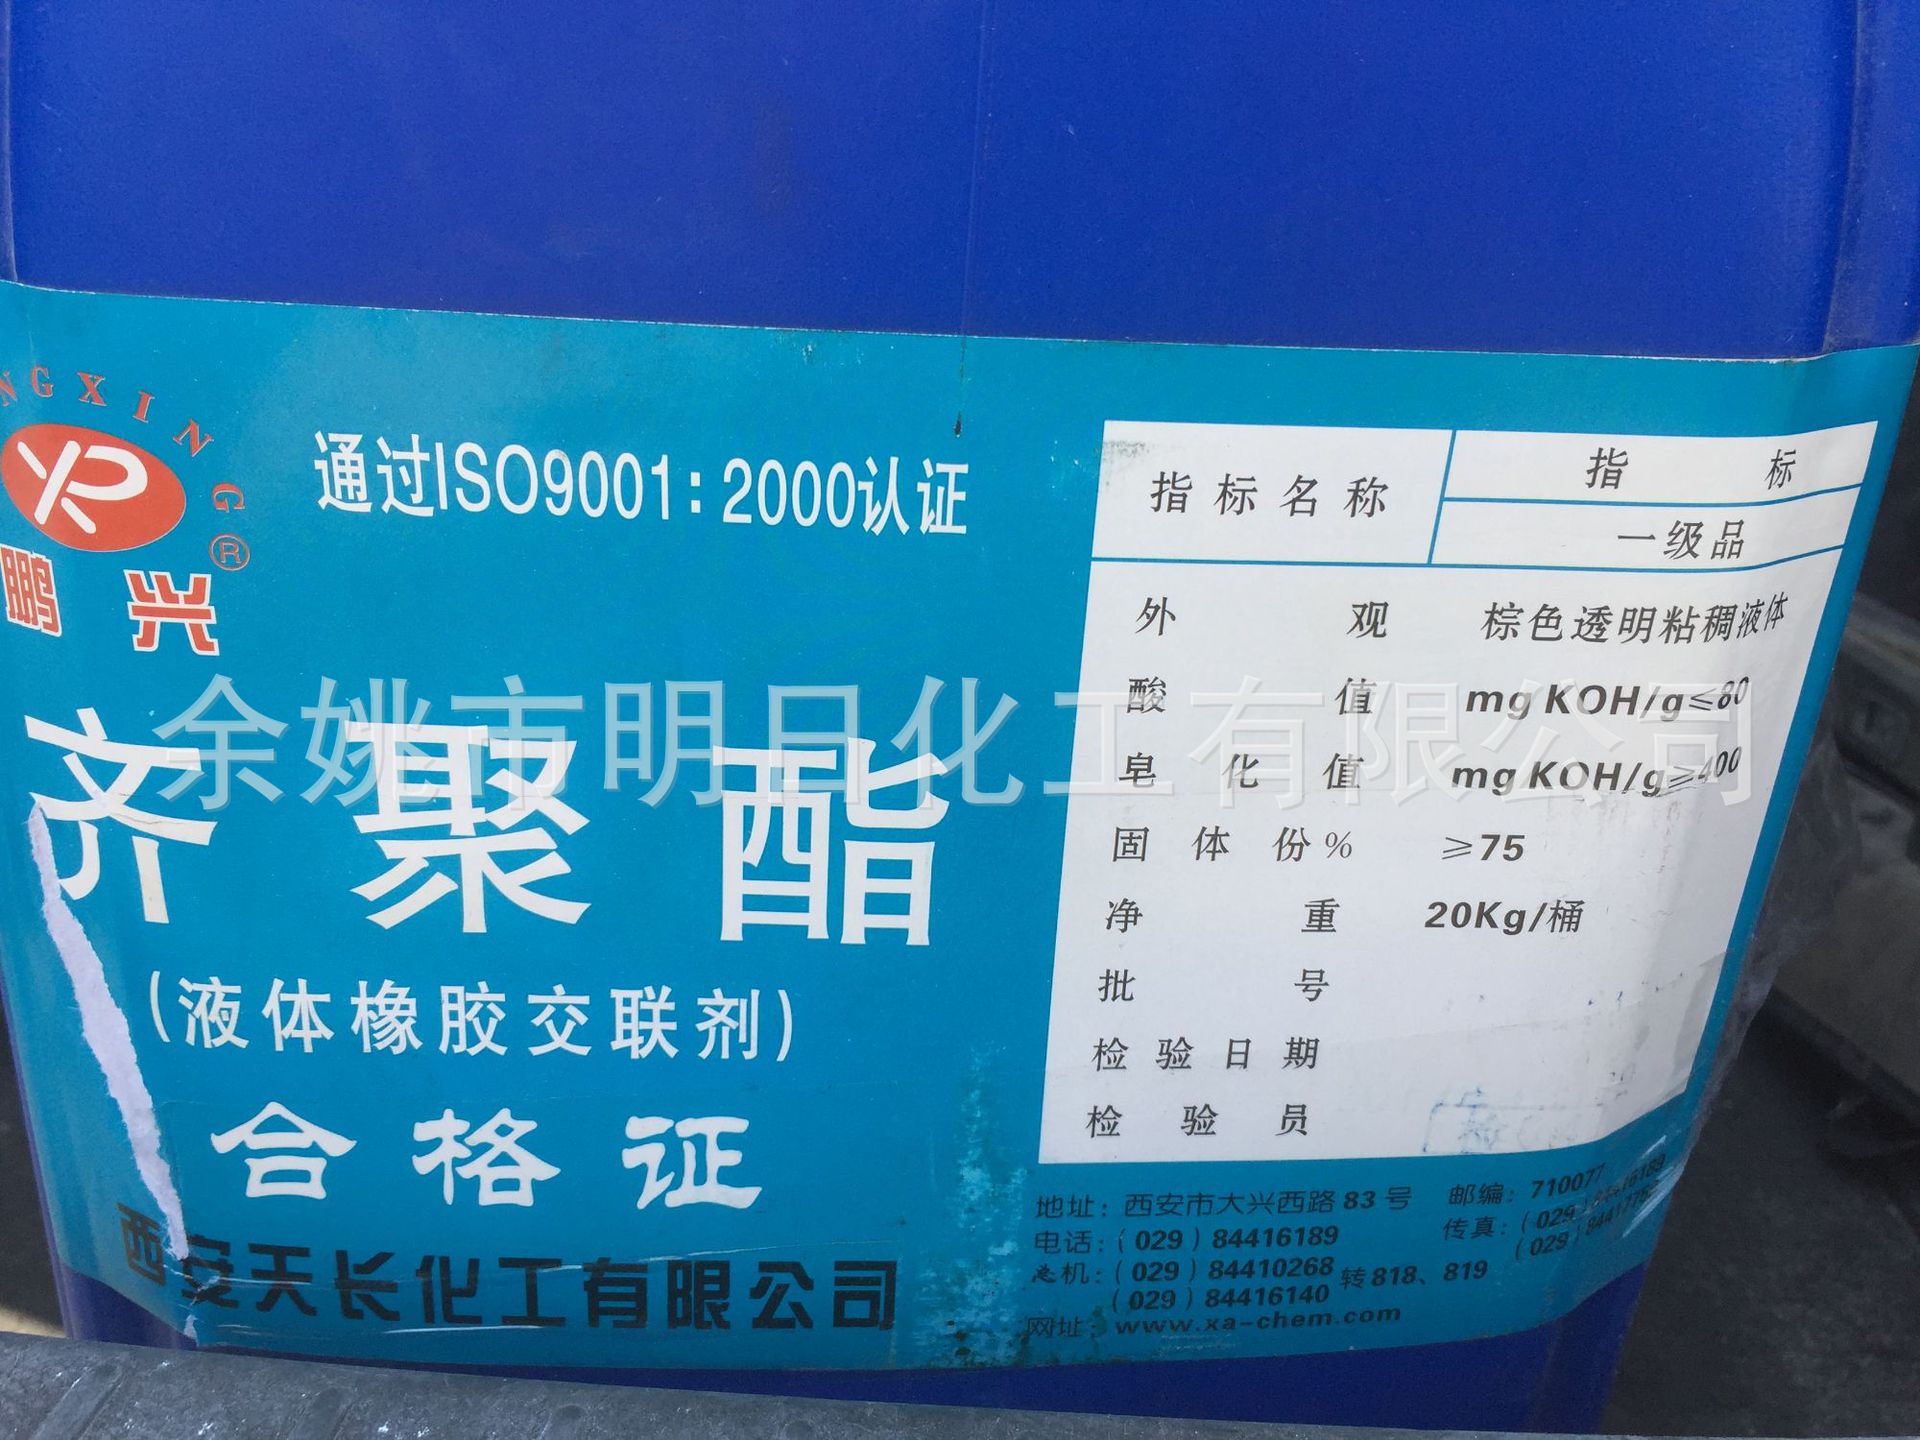 NGXING®
鹏兴
通过ISO9001:2000认证
齐聚酯
(液体橡胶交联剂)
合格证
西安天长化工有限公司
指标名称 指标
一级品
外观 棕色透明粘稠液体
酸值 mg KOH/g≤80
皂化值 mg KOH/g≥400
固体份% ≥75
净重 20Kg/桶
批号
检验日期
检验员
地址：西安市大兴西路83号 邮编：710077
电话：(029)84416189 传真：(029)84416189
总机：(029)84410268 转818、819
(029)84416140
网址：www.xa-chem.com
余姚市明日化工有限公司